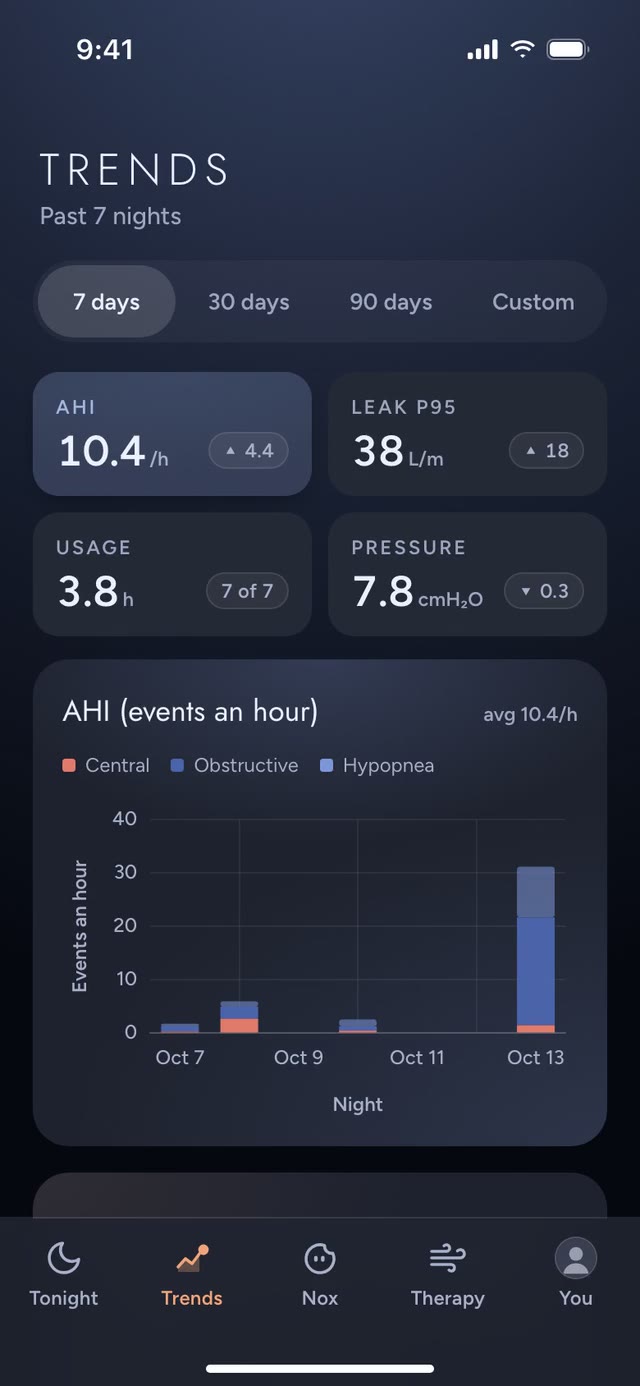 9:41
TRENDS
Past 7 nights
7 days 30 days 90 days Custom
AHI
10.4 /h ▲ 4.4
LEAK P95
38 L/m ▲ 18
USAGE
3.8 h 7 of 7
PRESSURE
7.8 cmH₂O ▼ 0.3
AHI (events an hour) avg 10.4/h
Central Obstructive Hypopnea
Events an hour
40
30
20
10
0
Oct 7 Oct 9 Oct 11 Oct 13
Night
Tonight Trends Nox Therapy You